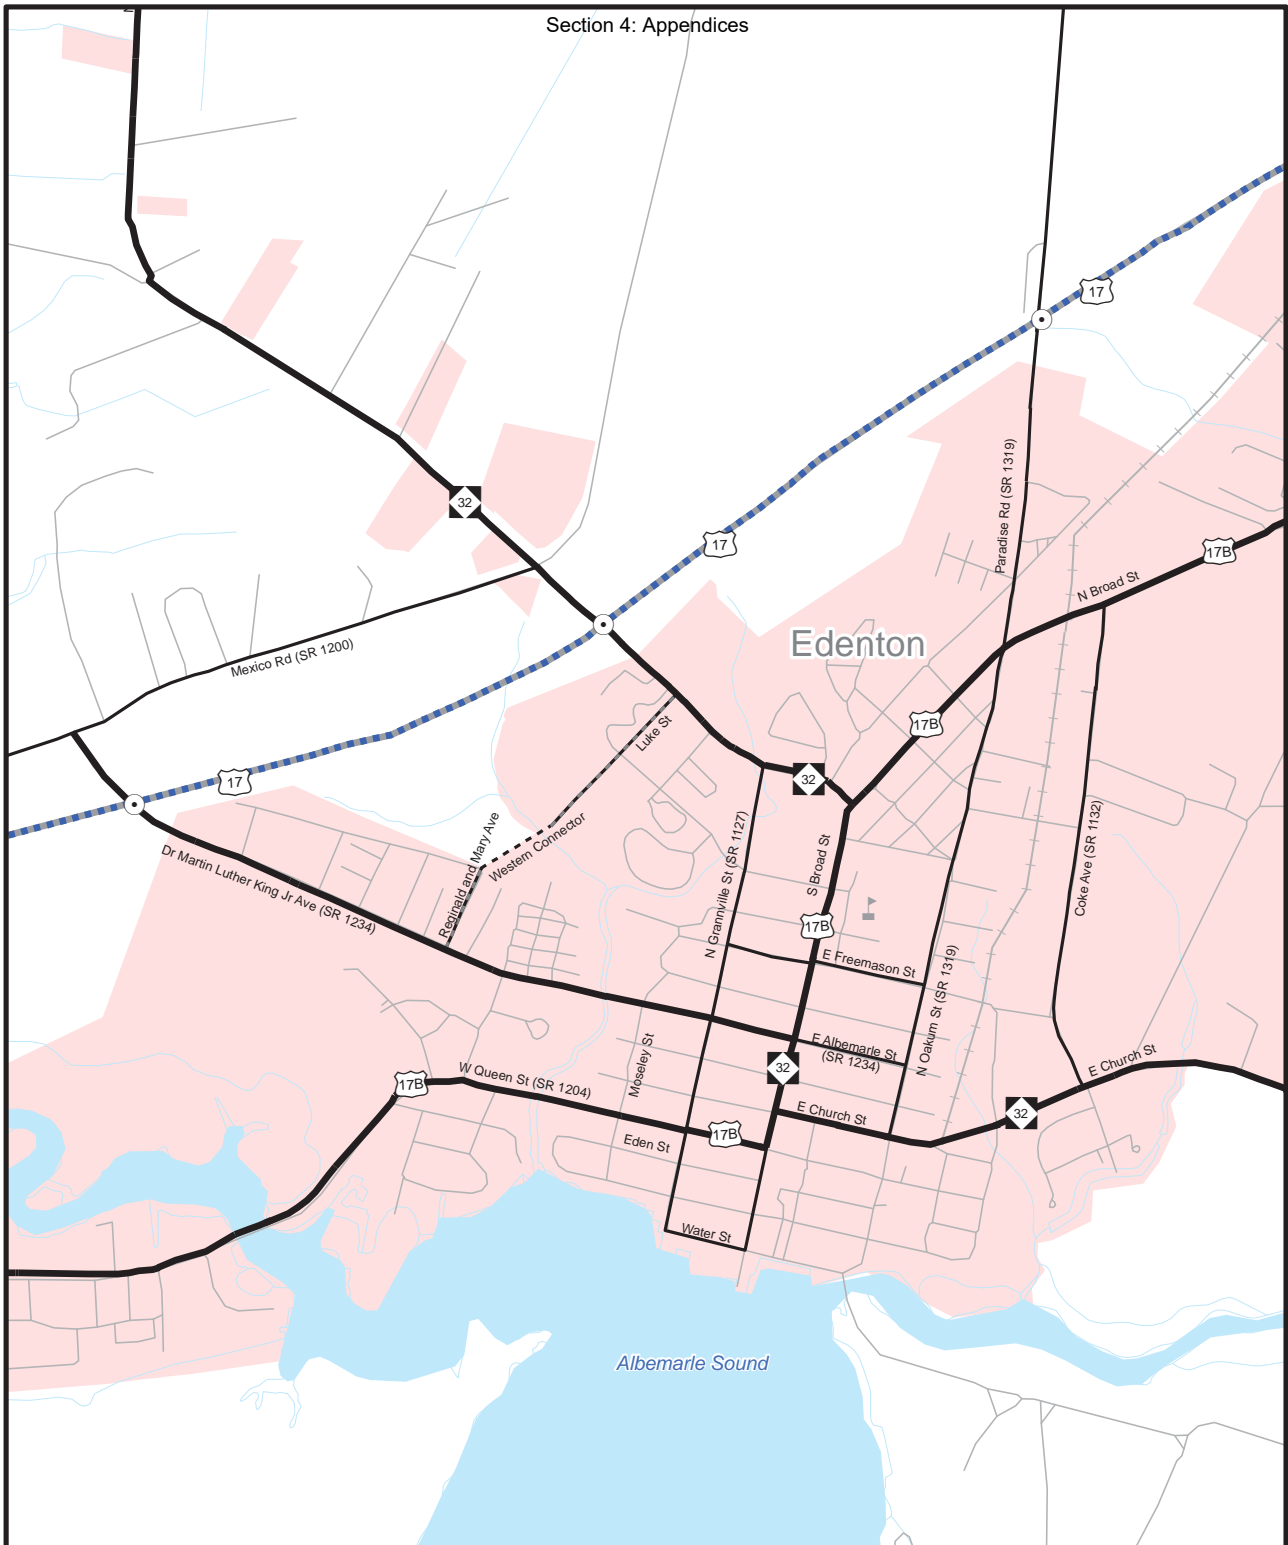 Section 4: Appendices
17
Paradise Rd (SR 1319)
32
17
17B
N Broad St
Edenton
Mexico Rd (SR 1200)
Luke St
17B
17
32
Reginald and Mary Ave
Western Connector
Dr Martin Luther King Jr Ave (SR 1234)
N Grannville St (SR 1127)
S Broad St
Coke Ave (SR 1132)
17B
E Freemason St
N Oakum St (SR 1319)
E Albemarle St
(SR 1234)
Moseley St
32
E Church St
W Queen St (SR 1204)
17B
E Church St
32
17B
Eden St
Water St
Albemarle Sound